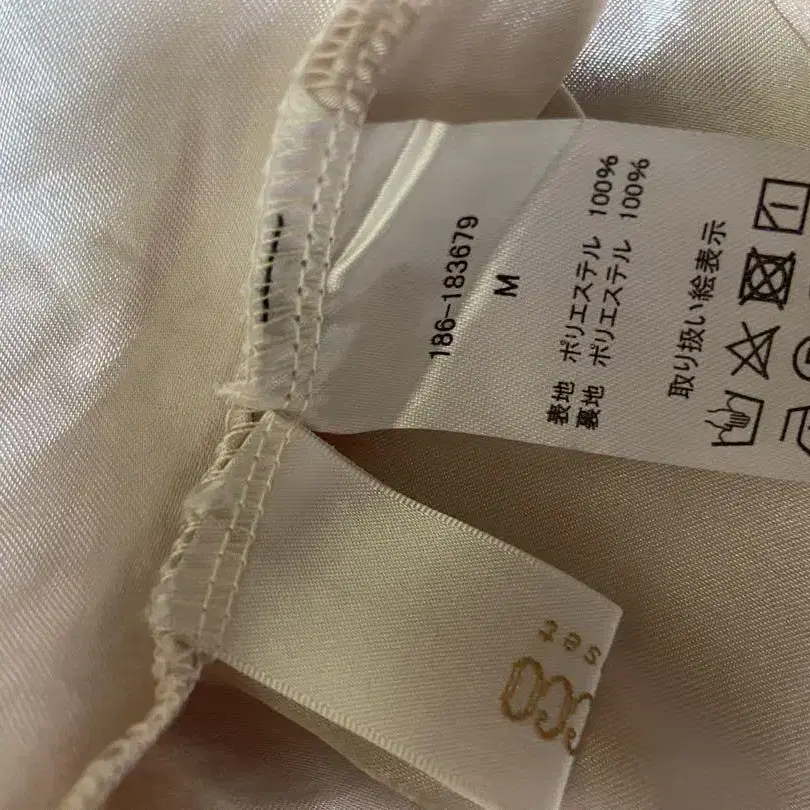 186-183679
M
表地 ポリエステル 100%
裏地 ポリエステル 100%
取り扱い絵表示